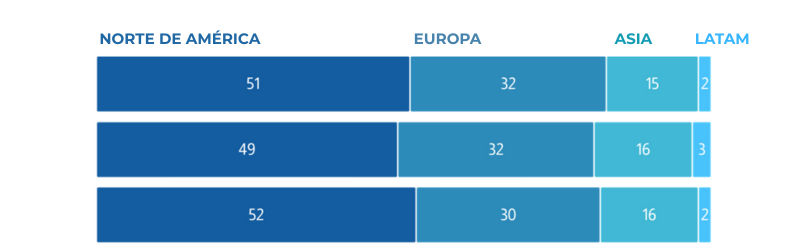 NORTE DE AMÉRICA EUROPA ASIA LATAM
51 32 15 2
49 32 16 3
52 30 16 2